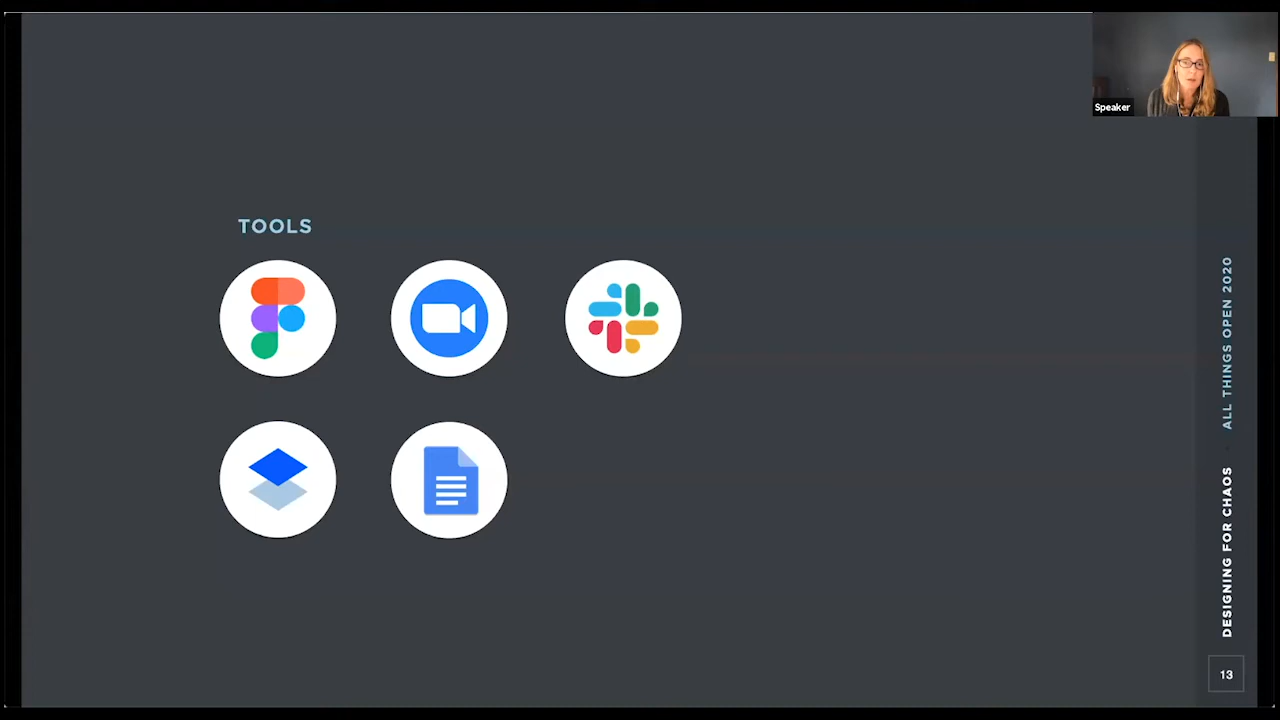 Speaker
TOOLS
ALL THINGS OPEN 2020
DESIGNING FOR CHAOS
13